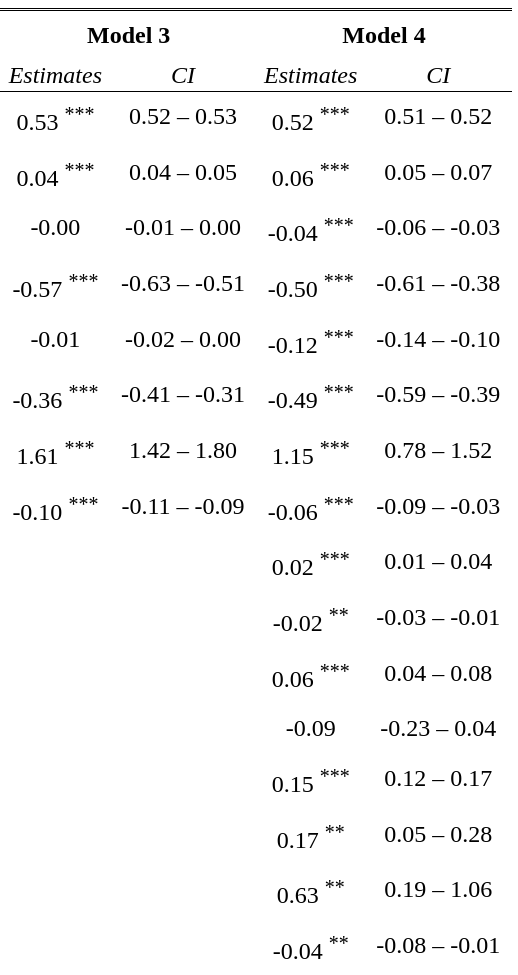 Model 3 Model 4
Estimates CI Estimates CI
0.53 *** 0.52 – 0.53 0.52 *** 0.51 – 0.52
0.04 *** 0.04 – 0.05 0.06 *** 0.05 – 0.07
-0.00 -0.01 – 0.00 -0.04 *** -0.06 – -0.03
-0.57 *** -0.63 – -0.51 -0.50 *** -0.61 – -0.38
-0.01 -0.02 – 0.00 -0.12 *** -0.14 – -0.10
-0.36 *** -0.41 – -0.31 -0.49 *** -0.59 – -0.39
1.61 *** 1.42 – 1.80 1.15 *** 0.78 – 1.52
-0.10 *** -0.11 – -0.09 -0.06 *** -0.09 – -0.03
0.02 *** 0.01 – 0.04
-0.02 ** -0.03 – -0.01
0.06 *** 0.04 – 0.08
-0.09 -0.23 – 0.04
0.15 *** 0.12 – 0.17
0.17 ** 0.05 – 0.28
0.63 ** 0.19 – 1.06
-0.04 ** -0.08 – -0.01